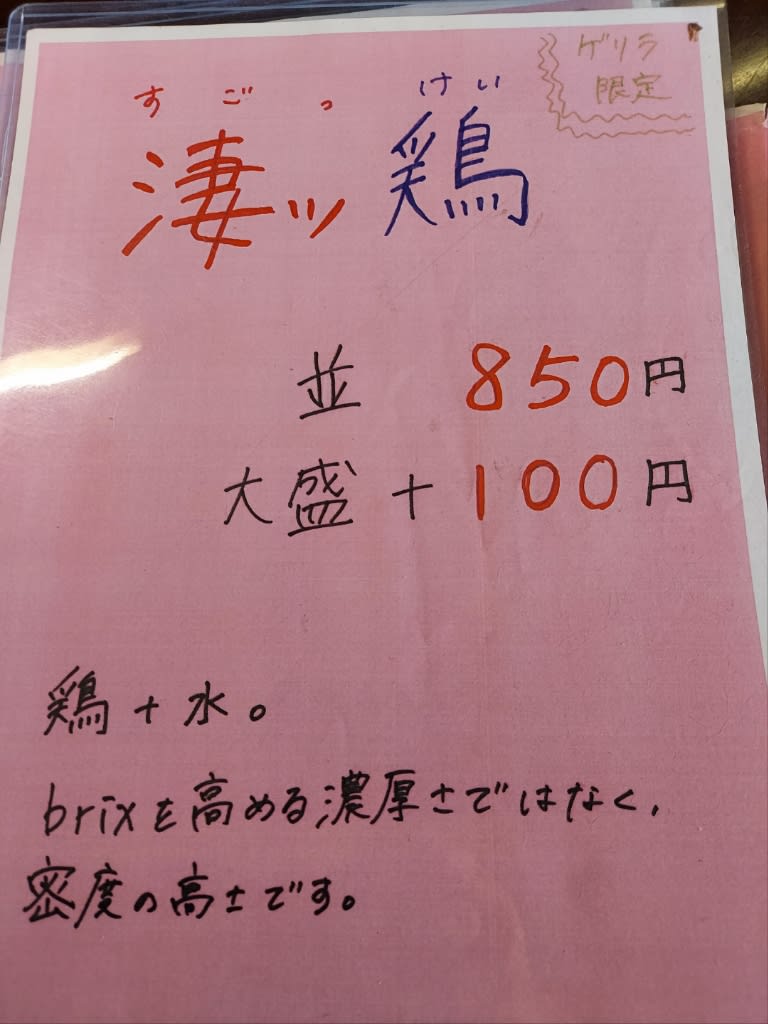 ゲリラ
限定
すごっ けい
凄ッ 鶏
並 850円
大盛 + 100円
鶏 + 水。
brixを高める濃厚さではなく、
密度の高さです。